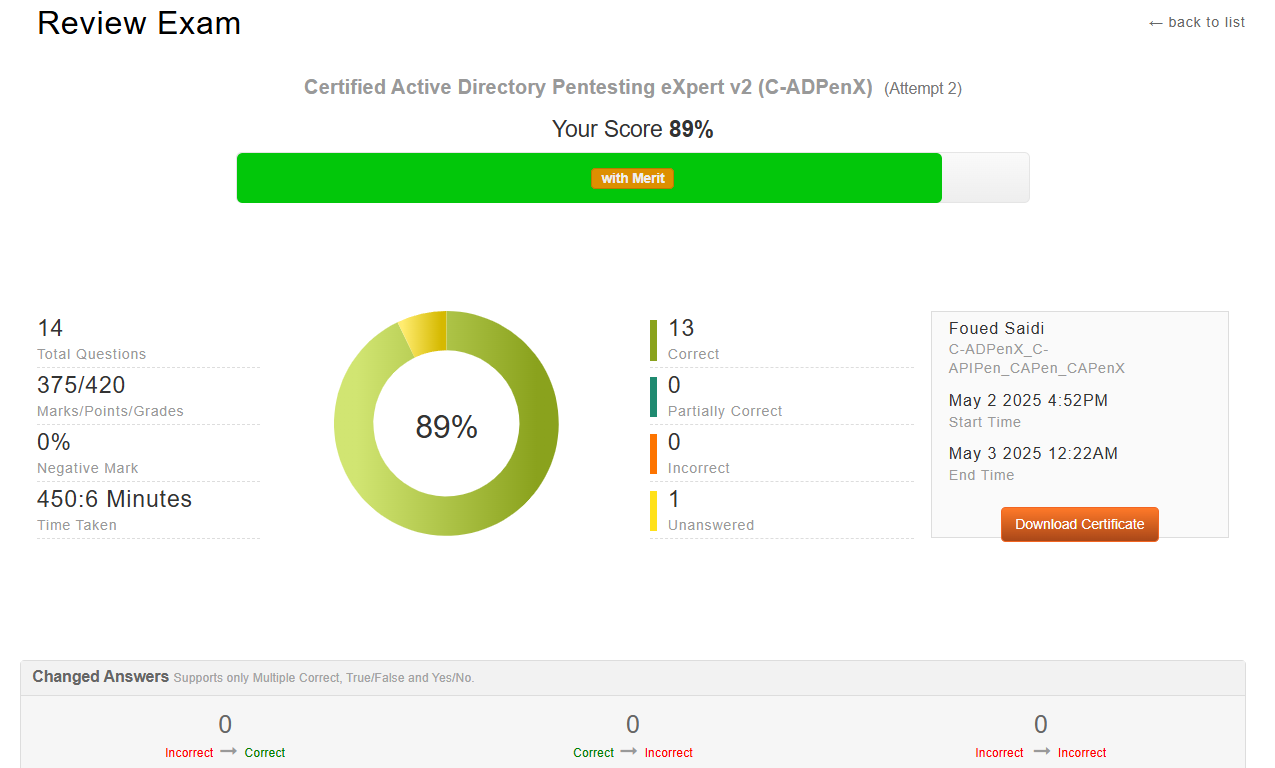 Review Exam
← back to list
Certified Active Directory Pentesting eXpert v2 (C-ADPenX) (Attempt 2)
Your Score 89%
with Merit
14
Total Questions
375/420
Marks/Points/Grades
0%
Negative Mark
450:6 Minutes
Time Taken
89%
13
Correct
0
Partially Correct
0
Incorrect
1
Unanswered
Foued Saidi
C-ADPenX_C-
APIPen_CAPen_CAPenX
May 2 2025 4:52PM
Start Time
May 3 2025 12:22AM
End Time
Download Certificate
Changed Answers Supports only Multiple Correct, True/False and Yes/No.
0
Incorrect → Correct
0
Correct → Incorrect
0
Incorrect → Incorrect